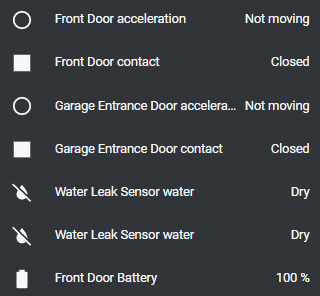 Front Door acceleration Not moving
Front Door contact Closed
Garage Entrance Door accelera... Not moving
Garage Entrance Door contact Closed
Water Leak Sensor water Dry
Water Leak Sensor water Dry
Front Door Battery 100 %